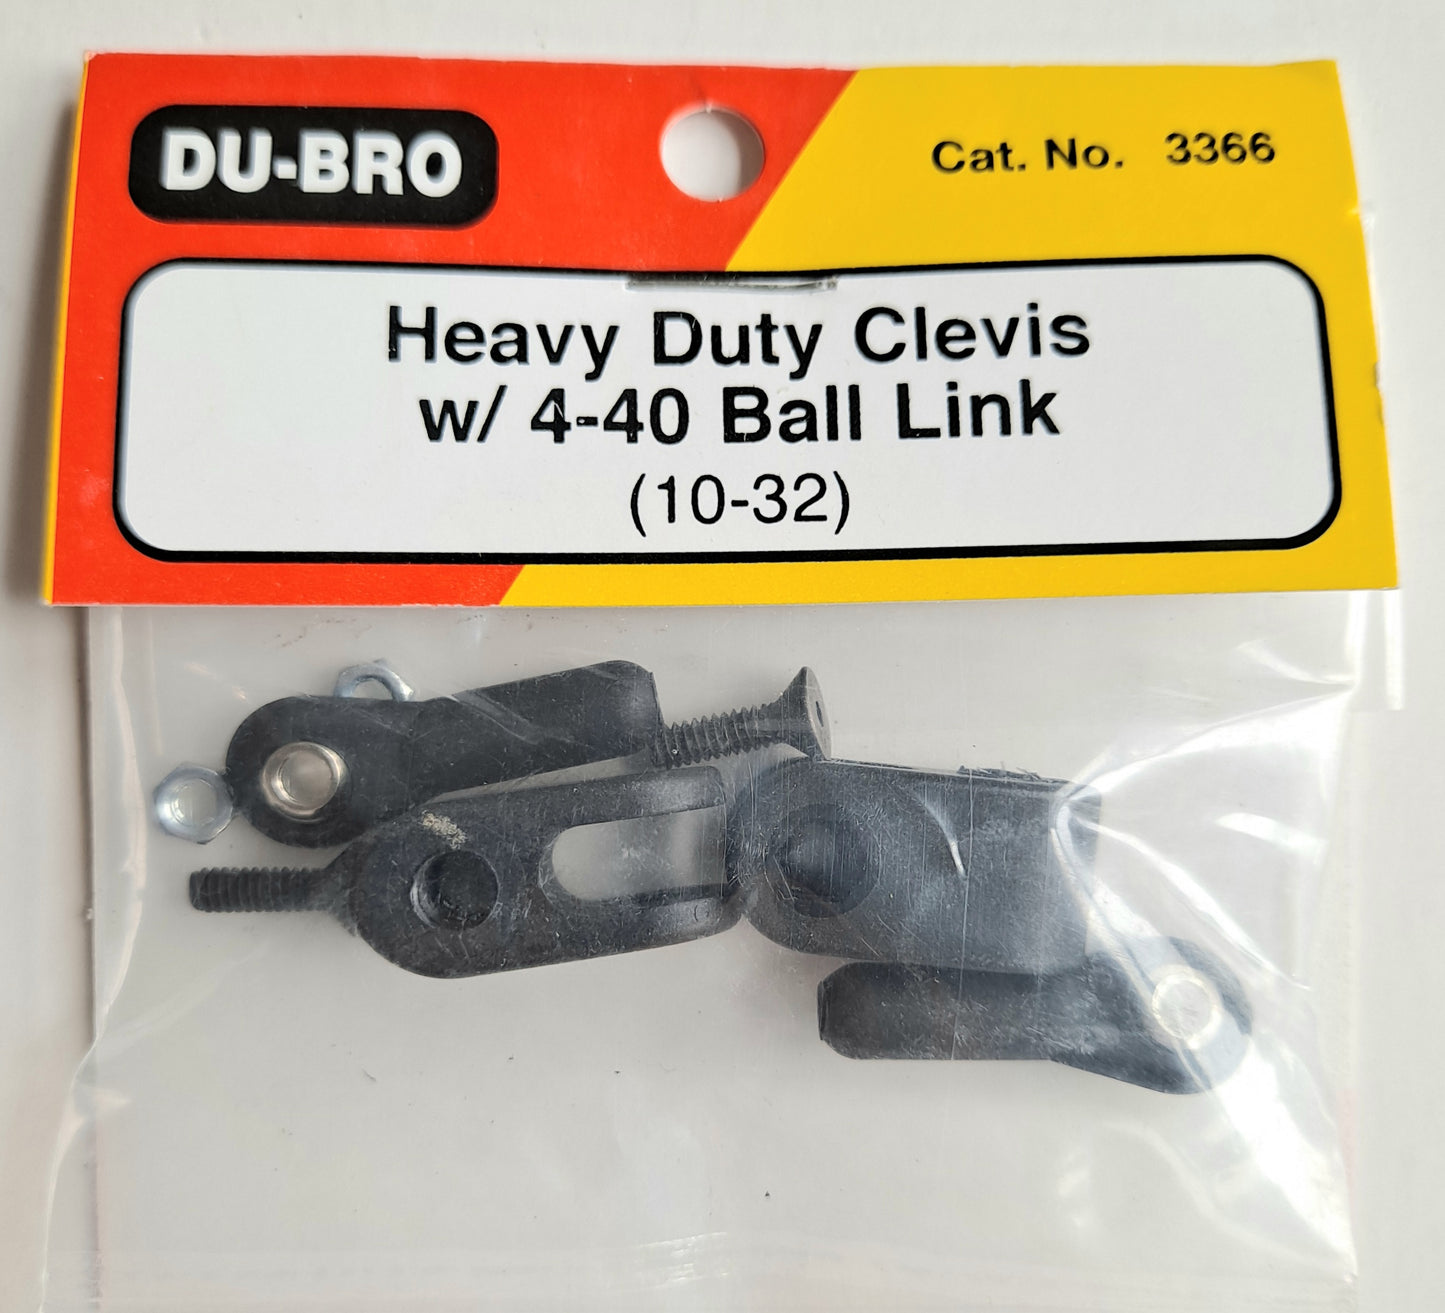 DU-BRO
Cat. No. 3366
Heavy Duty Clevis
w/ 4-40 Ball Link
(10-32)